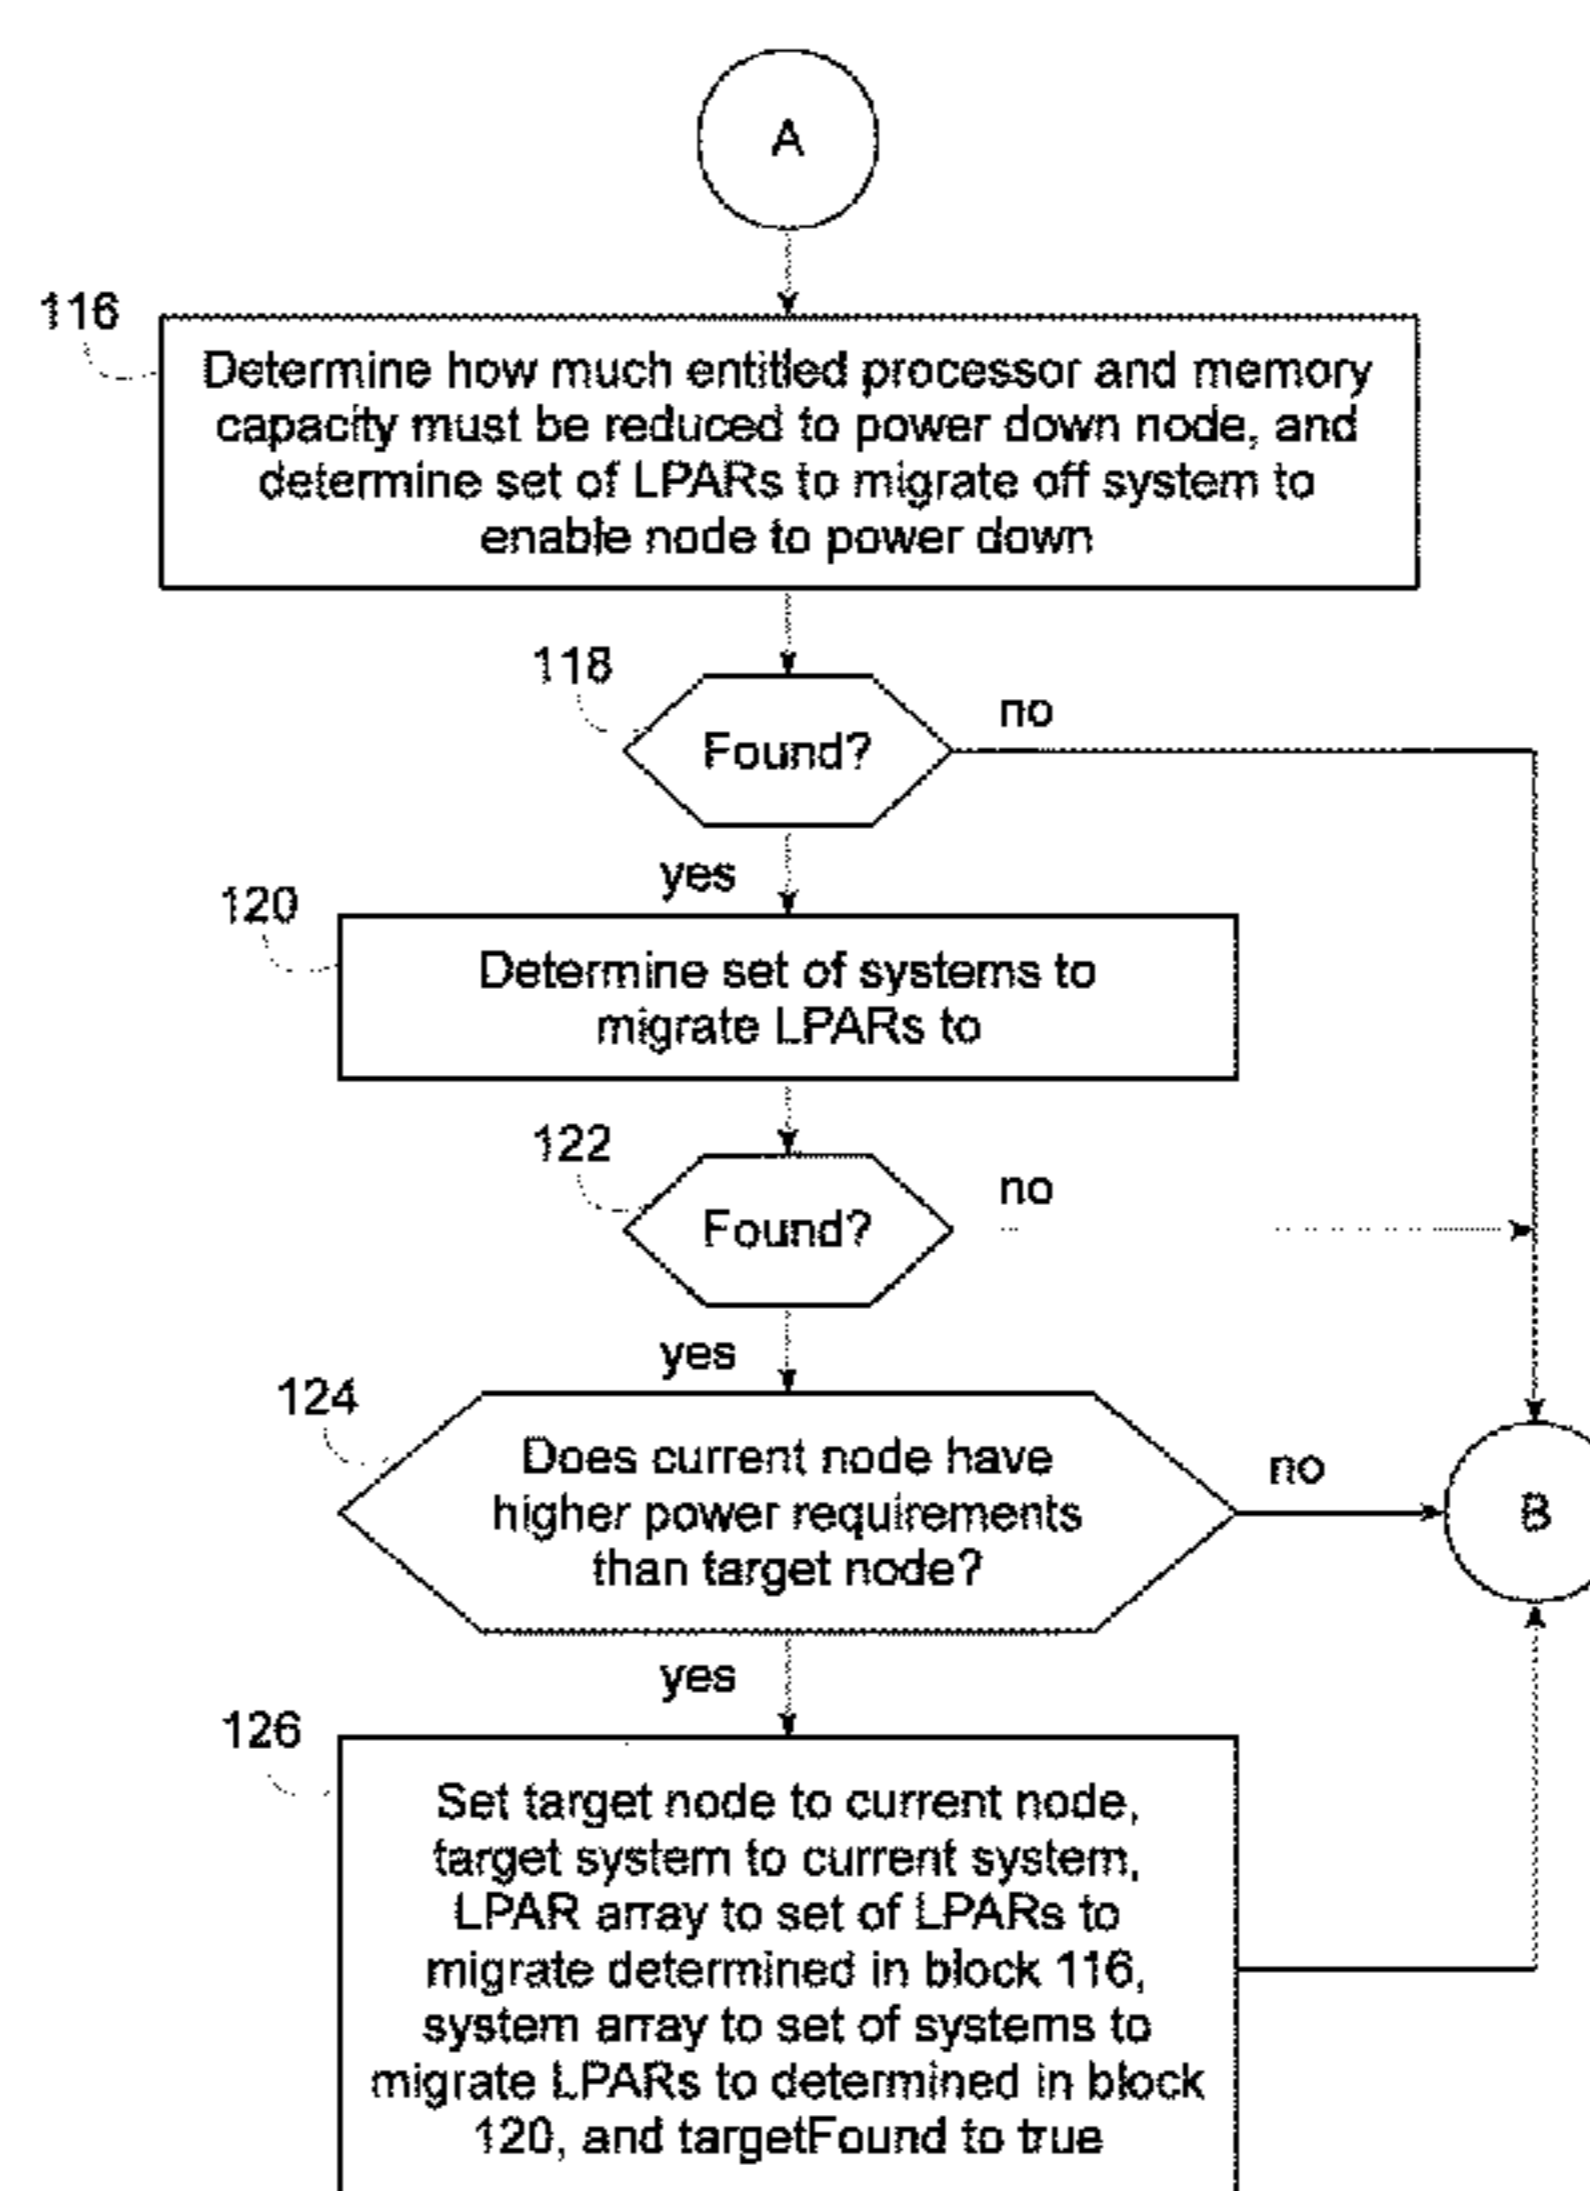 A
116
Determine how much entitled processor and memory
capacity must be reduced to power down node, and
determine set of LPARs to migrate off system to
enable node to power down
118
Found?
no
yes
120
Determine set of systems to
migrate LPARs to
122
Found?
no
yes
124
Does current node have
higher power requirements
than target node?
no
B
yes
126
Set target node to current node,
target system to current system,
LPAR array to set of LPARs to
migrate determined in block 116,
system array to set of systems to
migrate LPARs to determined in block
120, and targetFound to true